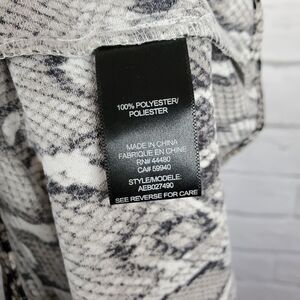 100% POLYESTER/
POLIESTER
MADE IN CHINA
FABRIQUE EN CHINE
RN# 44480
CA# 59940
STYLE/MODELE:
AEB027490
SEE REVERSE FOR CARE